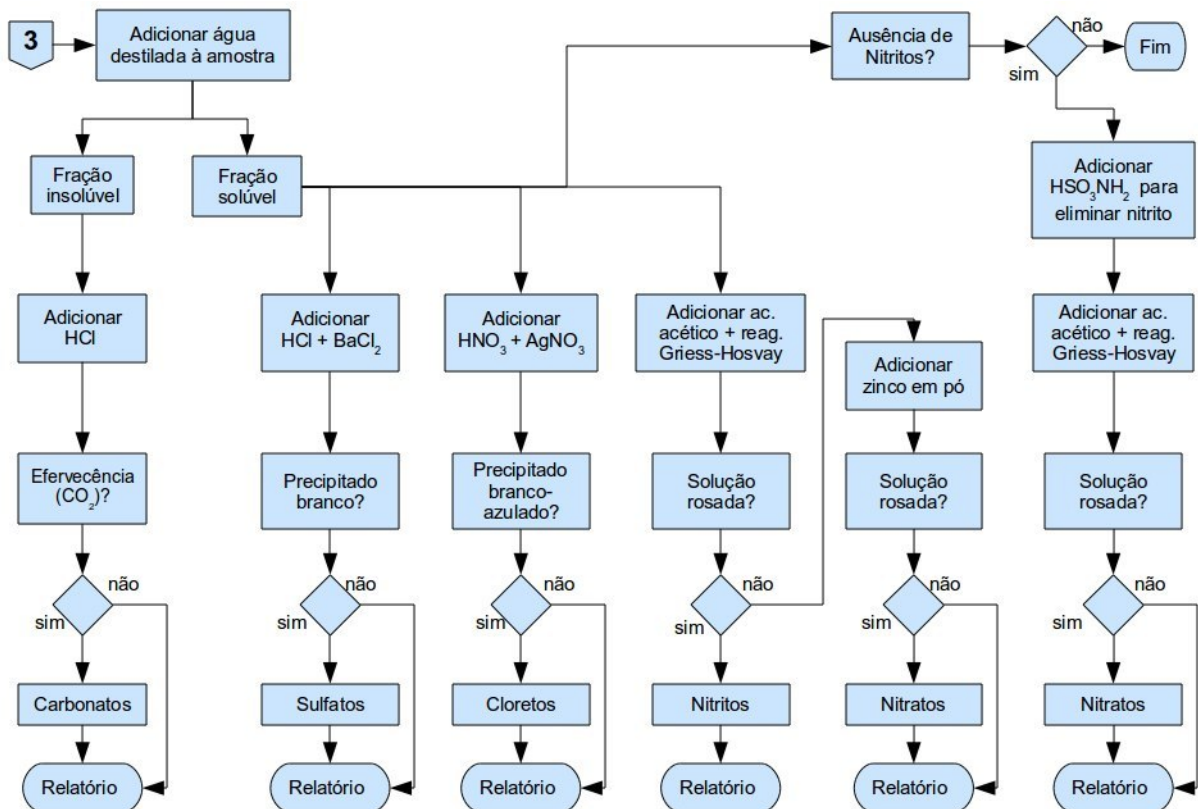 3
Adicionar água
destilada à amostra
Ausência de
Nitritos?
não
sim
Fim
Fração
insolúvel
Fração
solúvel
Adicionar
HSO₃NH₂ para
eliminar nitrito
Adicionar
HCl
Adicionar
HCl + BaCl₂
Adicionar
HNO₃ + AgNO₃
Adicionar ac.
acético + reag.
Griess-Hosvay
Adicionar
zinco em pó
Adicionar ac.
acético + reag.
Griess-Hosvay
Efervecência
(CO₂)?
Precipitado
branco?
Precipitado
branco-
azulado?
Solução
rosada?
Solução
rosada?
Solução
rosada?
não
sim
não
sim
não
sim
não
sim
não
sim
não
sim
Carbonatos
Sulfatos
Cloretos
Nitritos
Nitratos
Nitratos
Relatório
Relatório
Relatório
Relatório
Relatório
Relatório